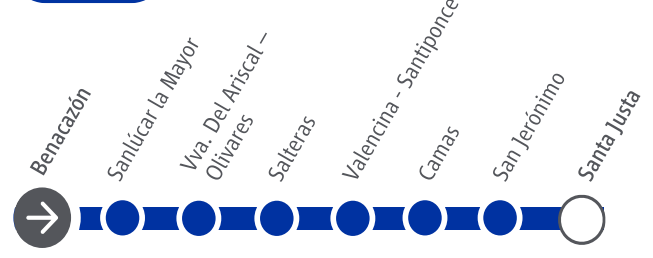 Benacazón
Sanlúcar la Mayor
Vva. Del Ariscal –
Olivares
Salteras
Valencina - Santiponce
Camas
San Jerónimo
Santa Justa